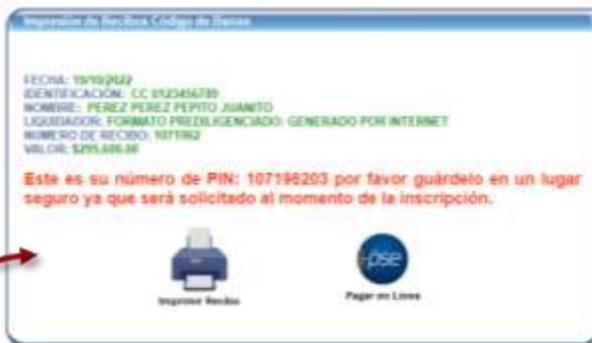 Impresión de Recibos Código de Barras
FECHA: 19/10/2022
IDENTIFICACIÓN: CC 0123456789
NOMBRE: PEREZ PEREZ PEPITO JUANITO
LIQUIDADOR: FORMATO PREDILIGENCIADO: GENERADO POR INTERNET
NUMERO DE RECIBO: 1071962
VALOR:
Este es su número de PIN: 107196203 por favor guárdelo en un lugar
seguro ya que será solicitado al momento de la inscripción.
pse
Imprimir Recibo
Pagar en Línea